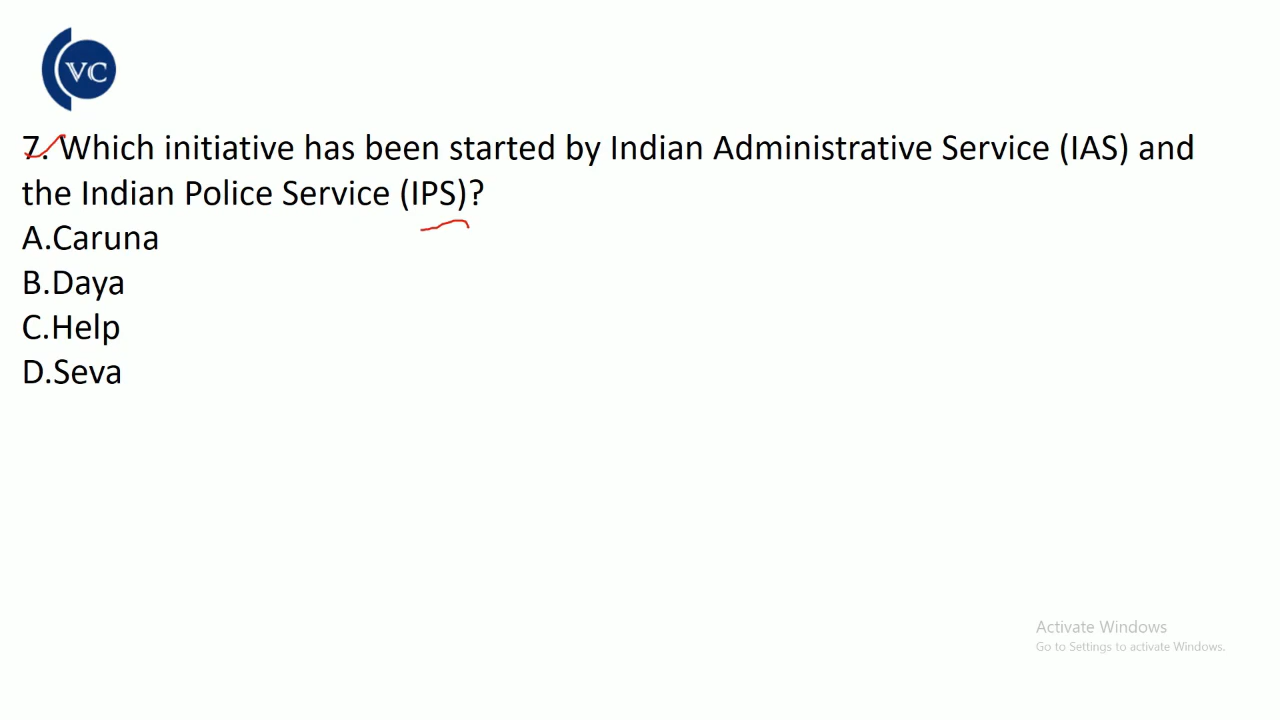 VC
7. Which initiative has been started by Indian Administrative Service (IAS) and
the Indian Police Service (IPS)?
A.Caruna
B.Daya
C.Help
D.Seva
Activate Windows
Go to Settings to activate Windows.